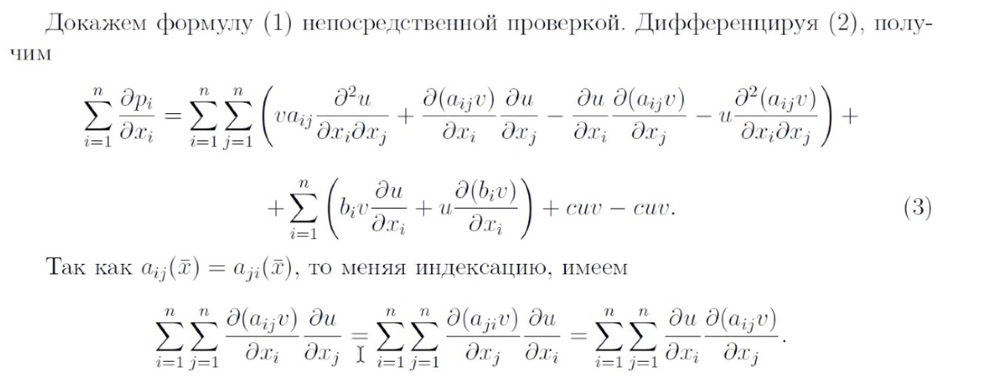 Докажем формулу (1) непосредственной проверкой. Дифференцируя (2), полу-
чим
$$\sum_{i=1}^{n} \frac{\partial p_i}{\partial x_i} = \sum_{i=1}^{n} \sum_{j=1}^{n} \left( v a_{ij} \frac{\partial^2 u}{\partial x_i \partial x_j} + \frac{\partial (a_{ij} v)}{\partial x_i} \frac{\partial u}{\partial x_j} - \frac{\partial u}{\partial x_i} \frac{\partial (a_{ij} v)}{\partial x_j} - u \frac{\partial^2 (a_{ij} v)}{\partial x_i \partial x_j} \right) +$$
$$+ \sum_{i=1}^{n} \left( b_i v \frac{\partial u}{\partial x_i} + u \frac{\partial (b_i v)}{\partial x_i} \right) + cuv - cuv. \quad (3)$$
Так как $a_{ij}(\bar{x}) = a_{ji}(\bar{x})$, то меняя индексацию, имеем
$$\sum_{i=1}^{n} \sum_{j=1}^{n} \frac{\partial (a_{ij} v)}{\partial x_i} \frac{\partial u}{\partial x_j} = \sum_{i=1}^{n} \sum_{j=1}^{n} \frac{\partial (a_{ji} v)}{\partial x_j} \frac{\partial u}{\partial x_i} = \sum_{i=1}^{n} \sum_{j=1}^{n} \frac{\partial u}{\partial x_i} \frac{\partial (a_{ij} v)}{\partial x_j}.$$